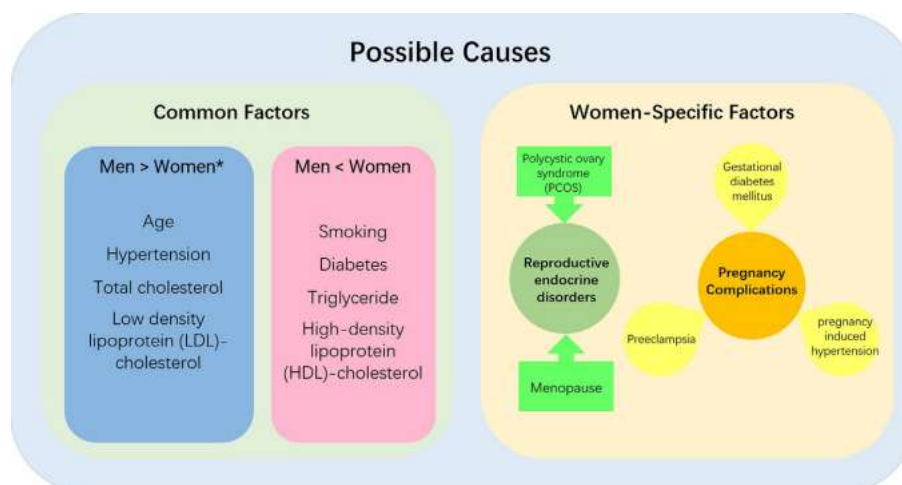 Possible Causes
Common Factors
Men > Women*
Age
Hypertension
Total cholesterol
Low density
lipoprotein (LDL)-
cholesterol
Men < Women
Smoking
Diabetes
Triglyceride
High-density
lipoprotein
(HDL)-cholesterol
Women-Specific Factors
Polycystic ovary
syndrome
(PCOS)
Reproductive
endocrine
disorders
Menopause
Gestational
diabetes
mellitus
Pregnancy
Complications
Preeclampsia
pregnancy
induced
hypertension